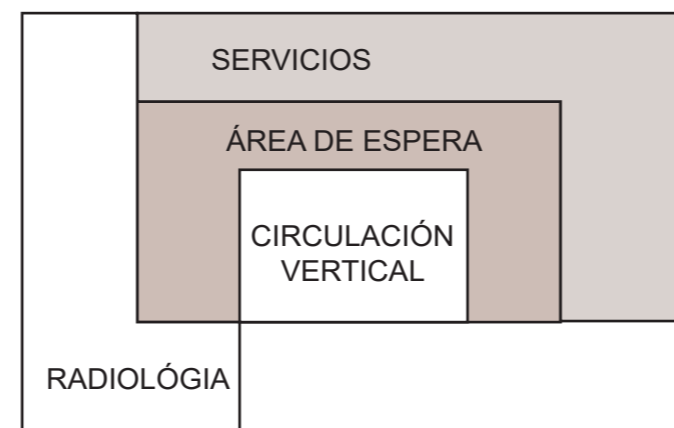 SERVICIOS
ÁREA DE ESPERA
CIRCULACIÓN
VERTICAL
RADIOLÓGIA